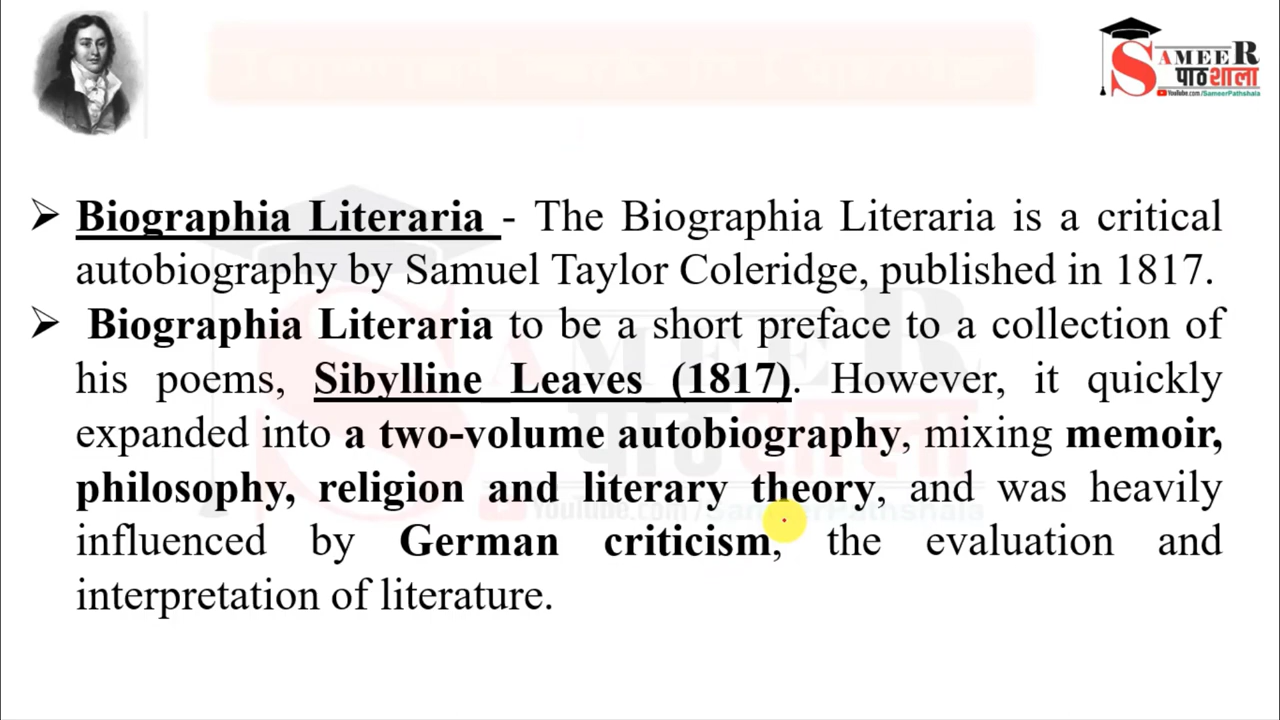 SAMEER
पाठशाला
YouTube.com/SameerPathshala
➢ Biographia Literaria - The Biographia Literaria is a critical
autobiography by Samuel Taylor Coleridge, published in 1817.
➢ Biographia Literaria to be a short preface to a collection of
his poems, Sibylline Leaves (1817). However, it quickly
expanded into a two-volume autobiography, mixing memoir,
philosophy, religion and literary theory, and was heavily
influenced by German criticism, the evaluation and
interpretation of literature.